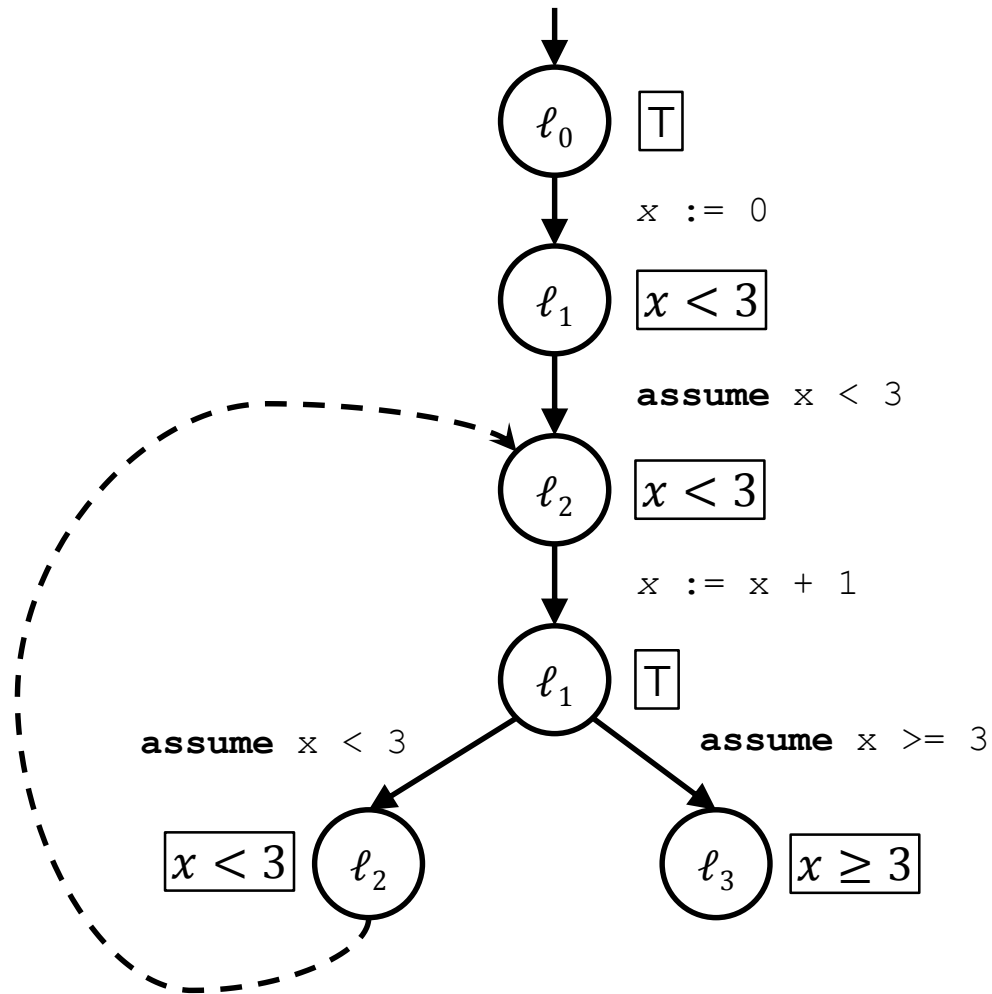 ℓ₀ T
x := 0
ℓ₁ x < 3
assume x < 3
ℓ₂ x < 3
x := x + 1
ℓ₁ T
assume x < 3 assume x >= 3
x < 3 ℓ₂ ℓ₃ x ≥ 3